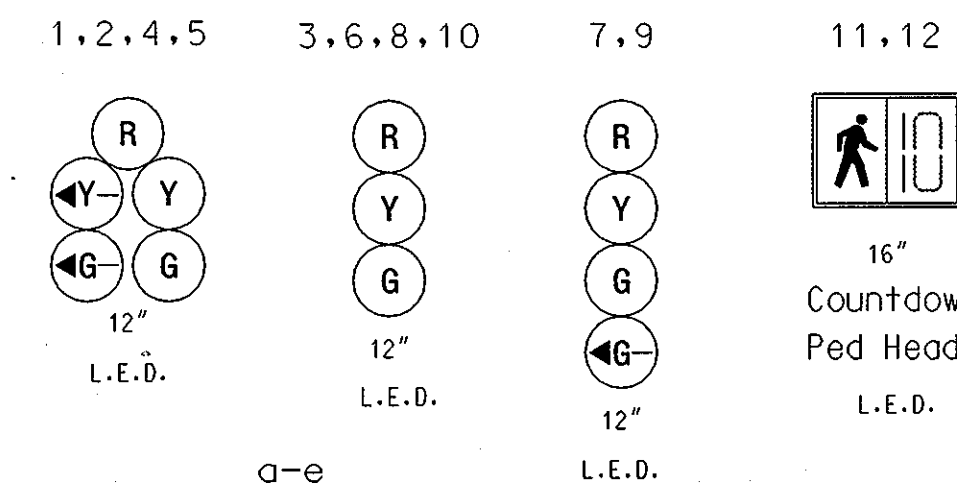 1,2,4,5
R
◄Y—
Y
◄G—
G
12"
L.E.D.
3,6,8,10
R
Y
G
12"
L.E.D.
7,9
R
Y
G
◄G—
12"
L.E.D.
11,12
10
16"
Countdow
Ped Head
L.E.D.
a-e